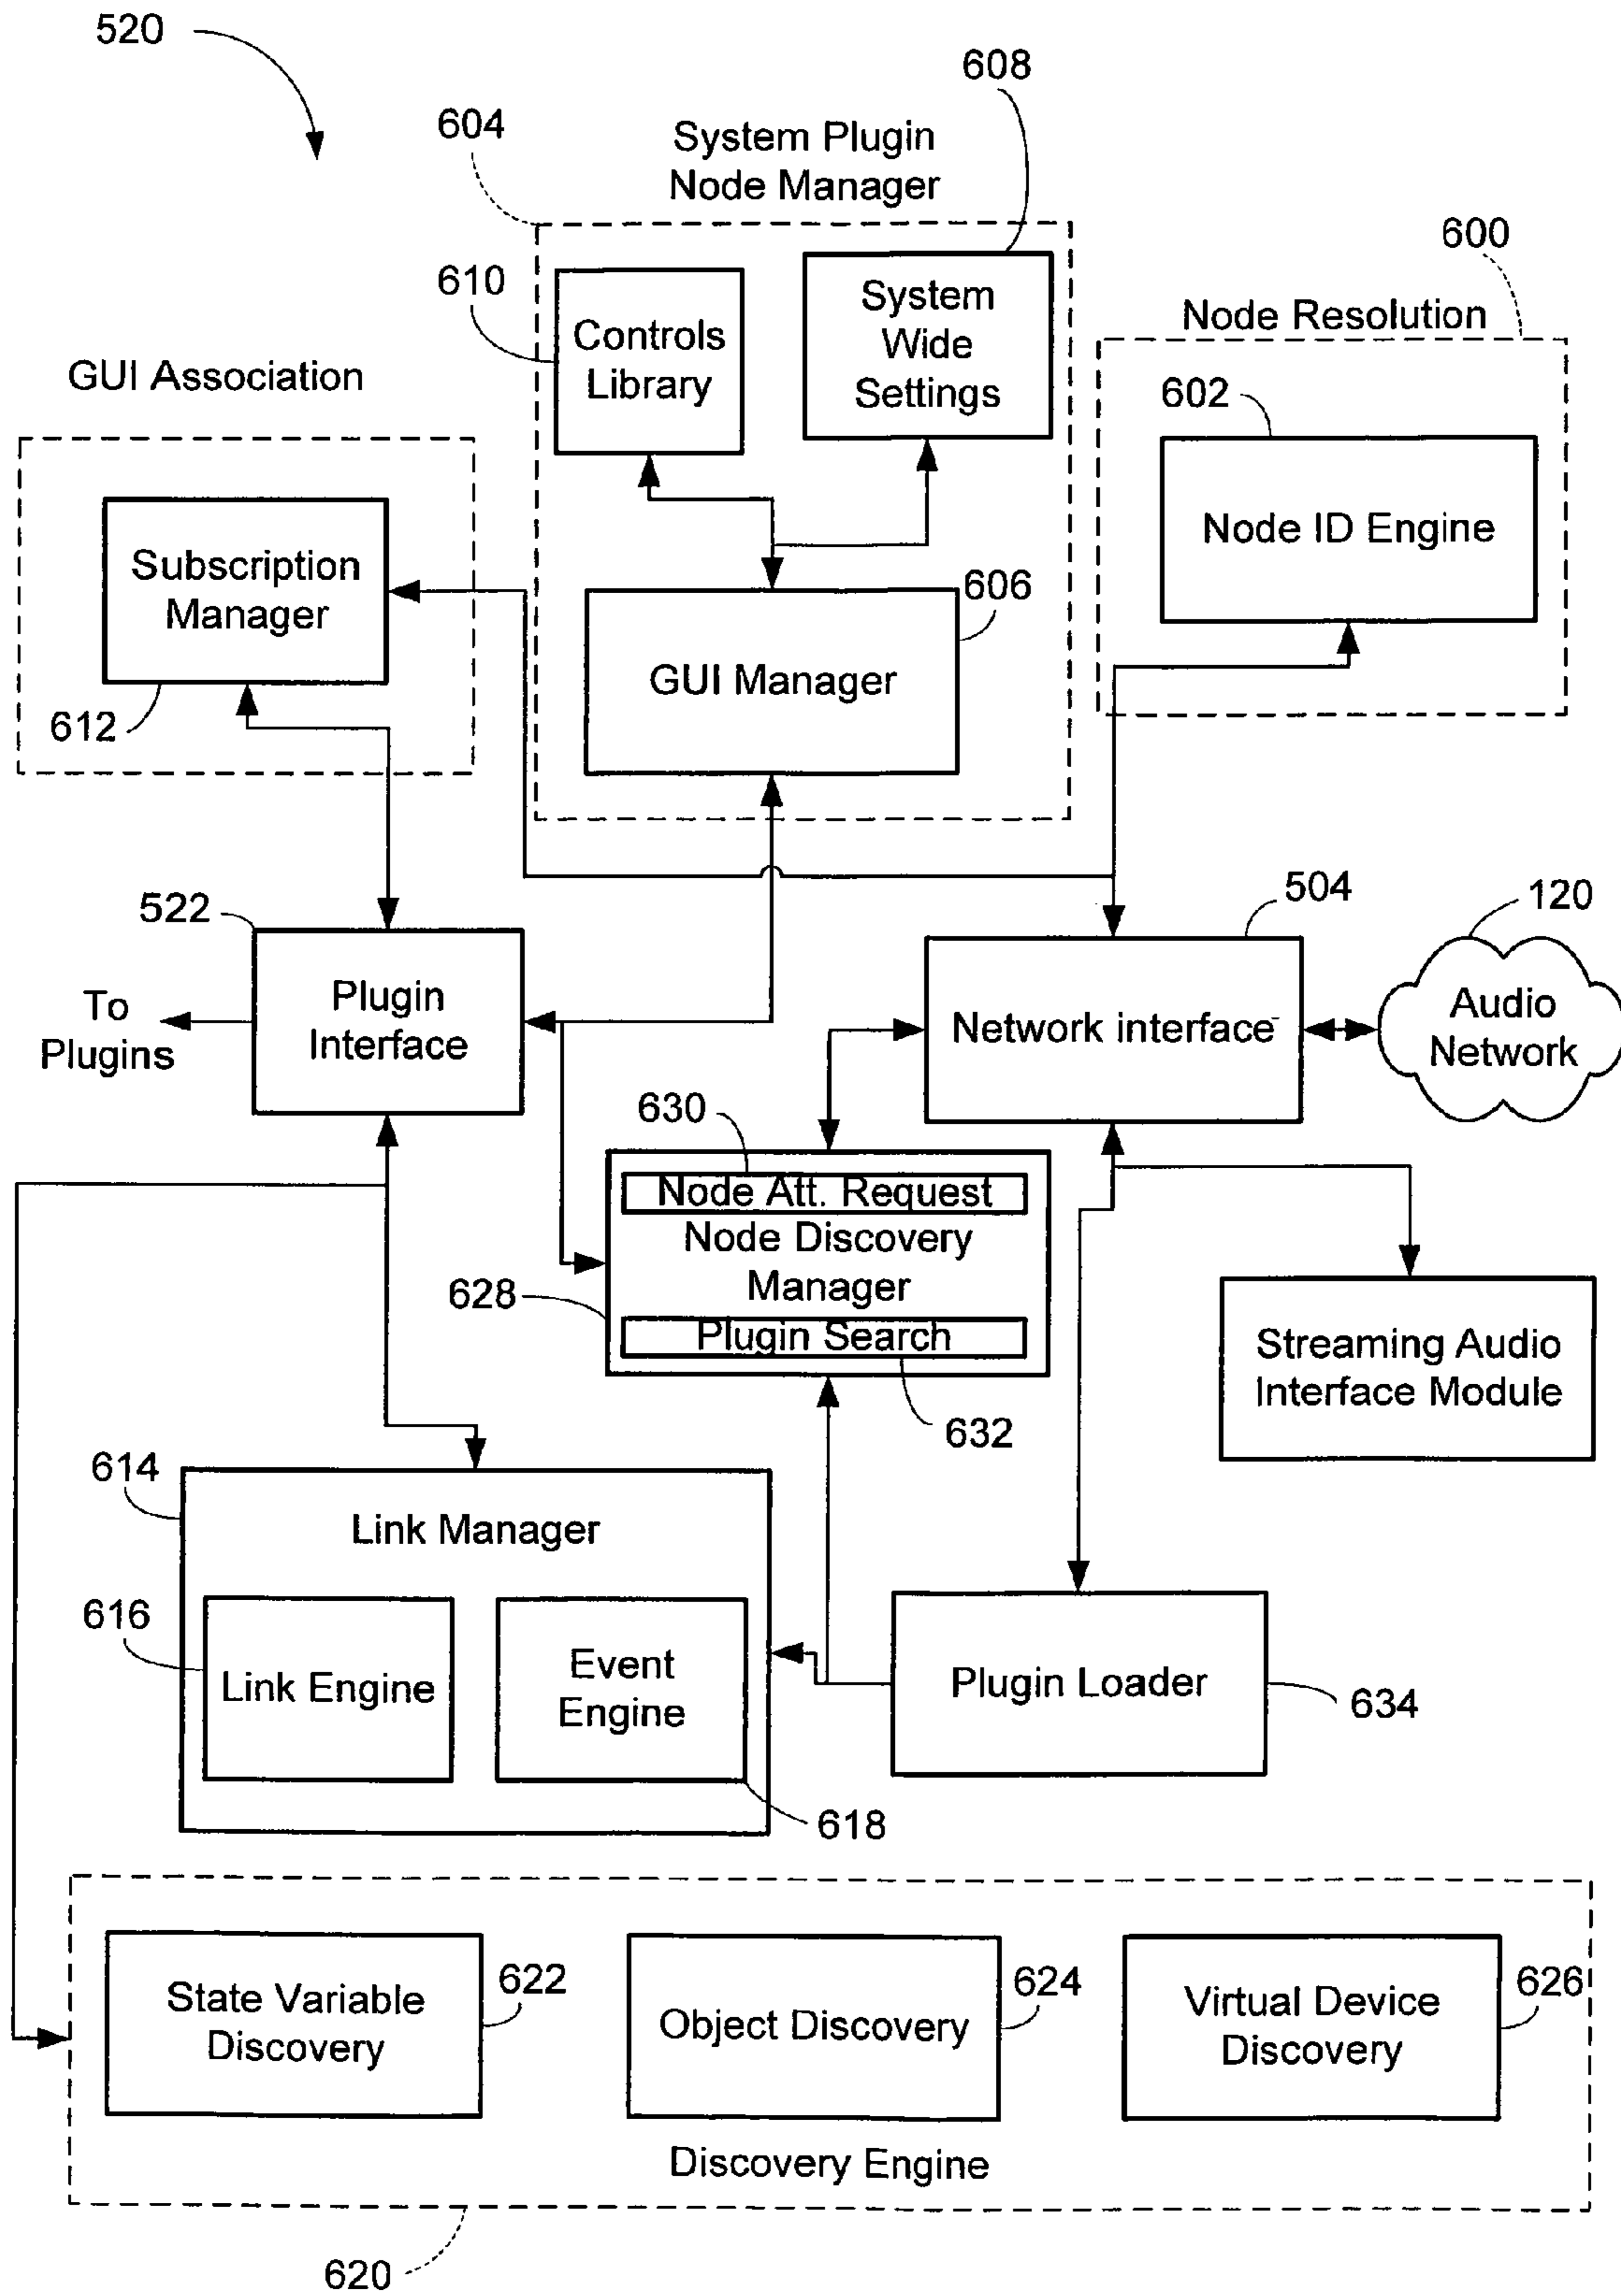 520
608
604
System Plugin
Node Manager
600
610
Controls
Library
System
Wide
Settings
Node Resolution
602
GUI Association
Node ID Engine
Subscription
Manager
606
GUI Manager
612
522
504
120
To
Plugins
Plugin
Interface
Network interface
Audio
Network
630
Node Att. Request
Node Discovery
Manager
628
Plugin Search
632
Streaming Audio
Interface Module
614
Link Manager
616
Link Engine
Event
Engine
Plugin Loader
634
618
State Variable
Discovery
622
Object Discovery
624
Virtual Device
Discovery
626
Discovery Engine
620